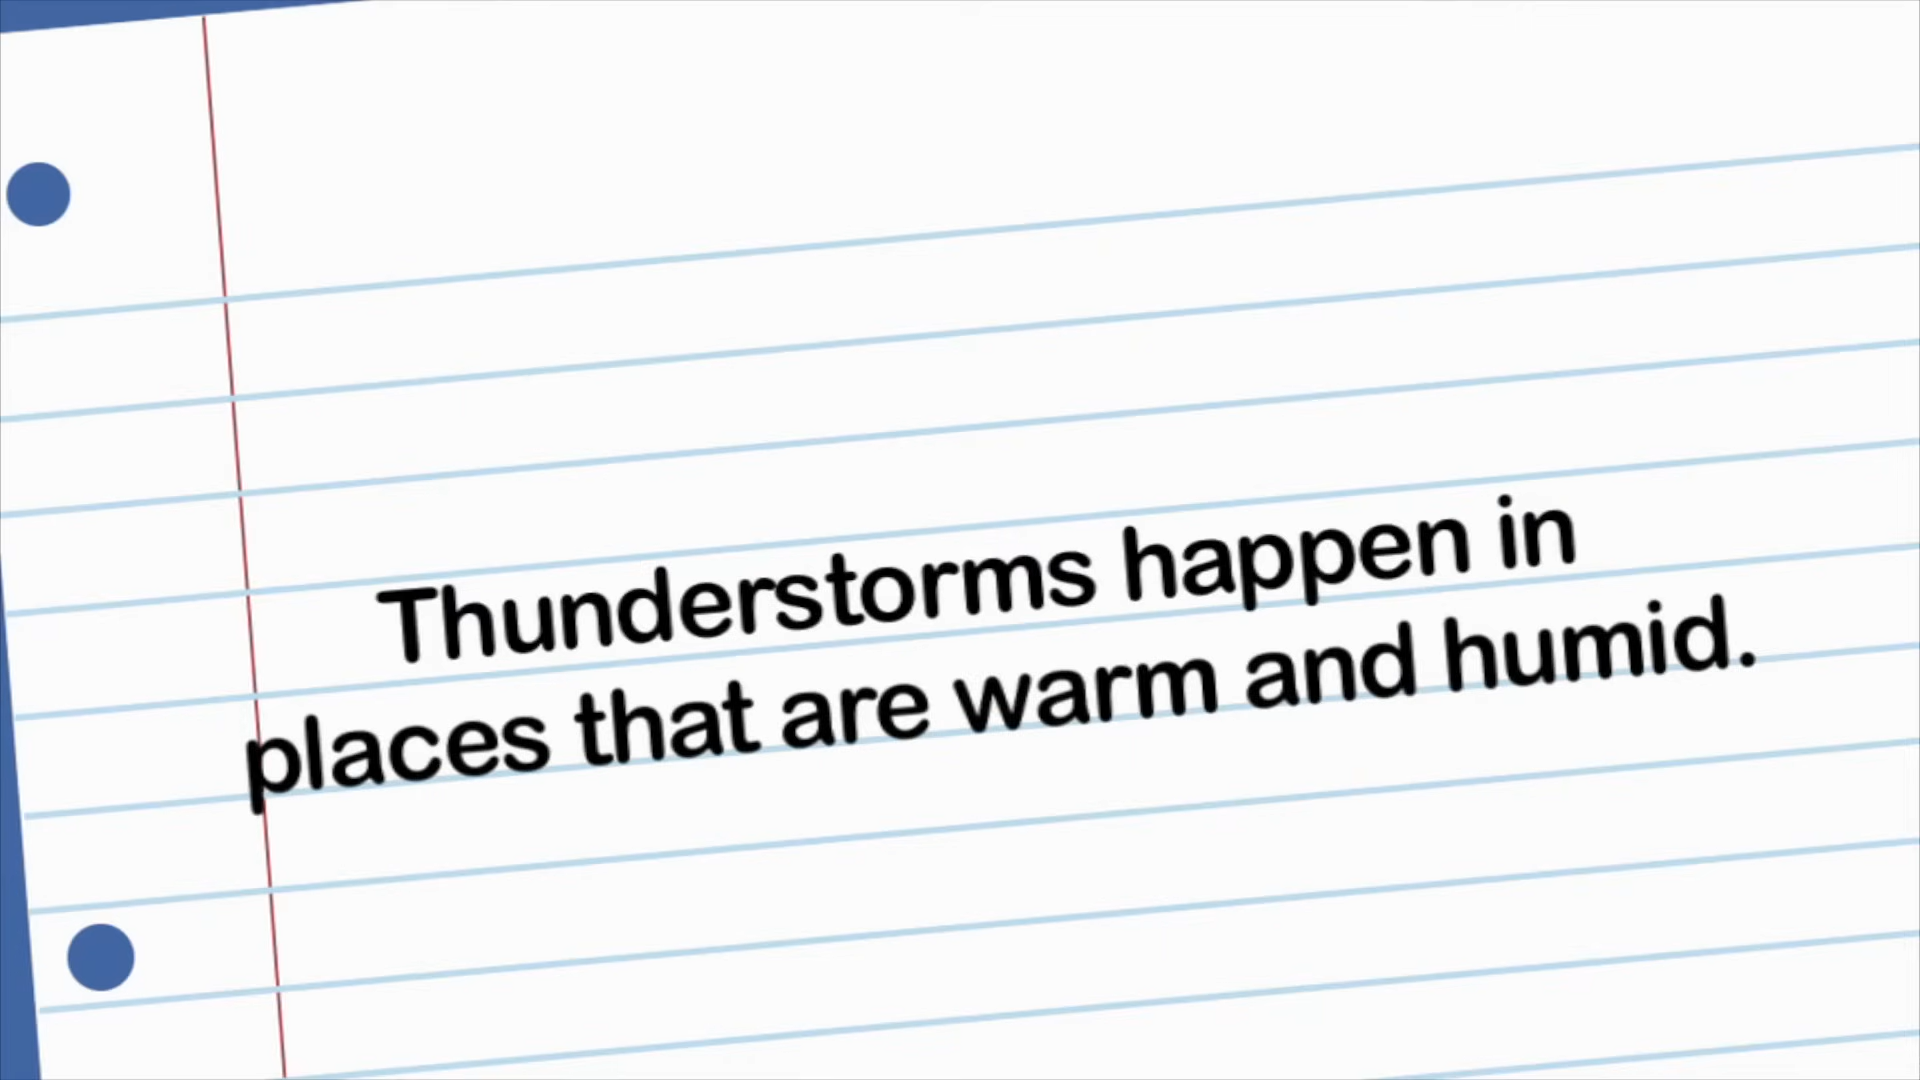 Thunderstorms happen in
places that are warm and humid.